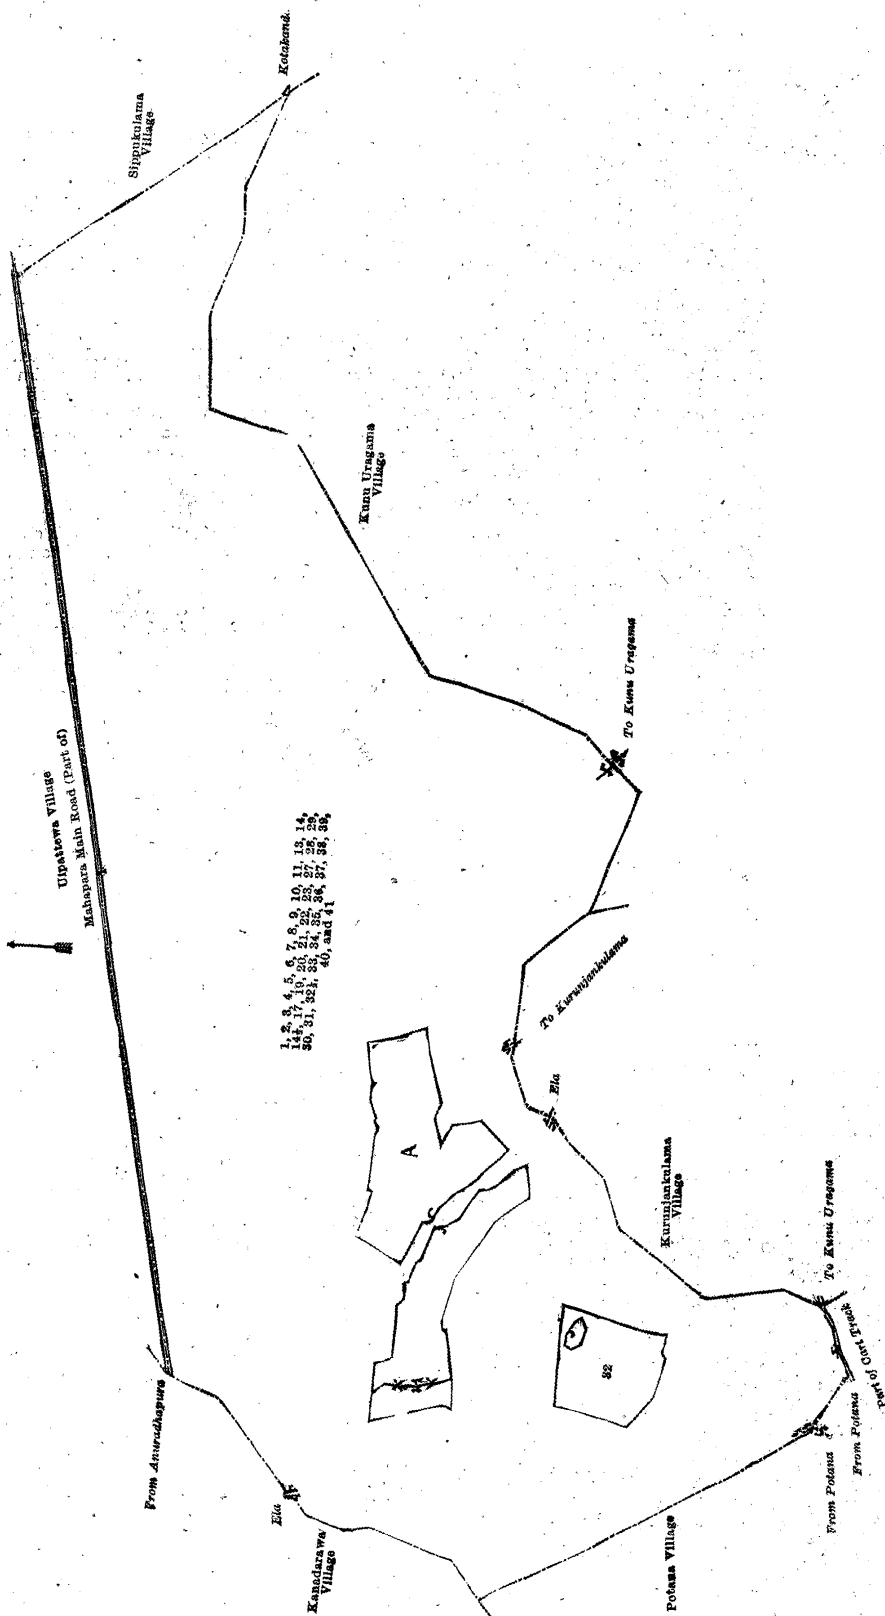 Kotakand.
Sippukulama
Village
Ulpattewa Village
Mahapara Main Road (Part of)
Kunu Uragama
Village
To Kunu Uragama
1, 2, 3, 4, 5, 6, 7, 8, 9, 10, 11, 13, 14,
14½, 17, 19, 20, 21, 22, 23, 27, 28, 29,
30, 31, 32½, 33, 34, 35, 36, 37, 38, 39,
40, and 41
To Kurunjankulama
Ela
A
Kurunjankulama
Village
To Kunu Uragama
32
Part of Cart Track
From Potana
From Potana
From Anuradhapura
Ela
Kanadarawa
Village
Potana Village